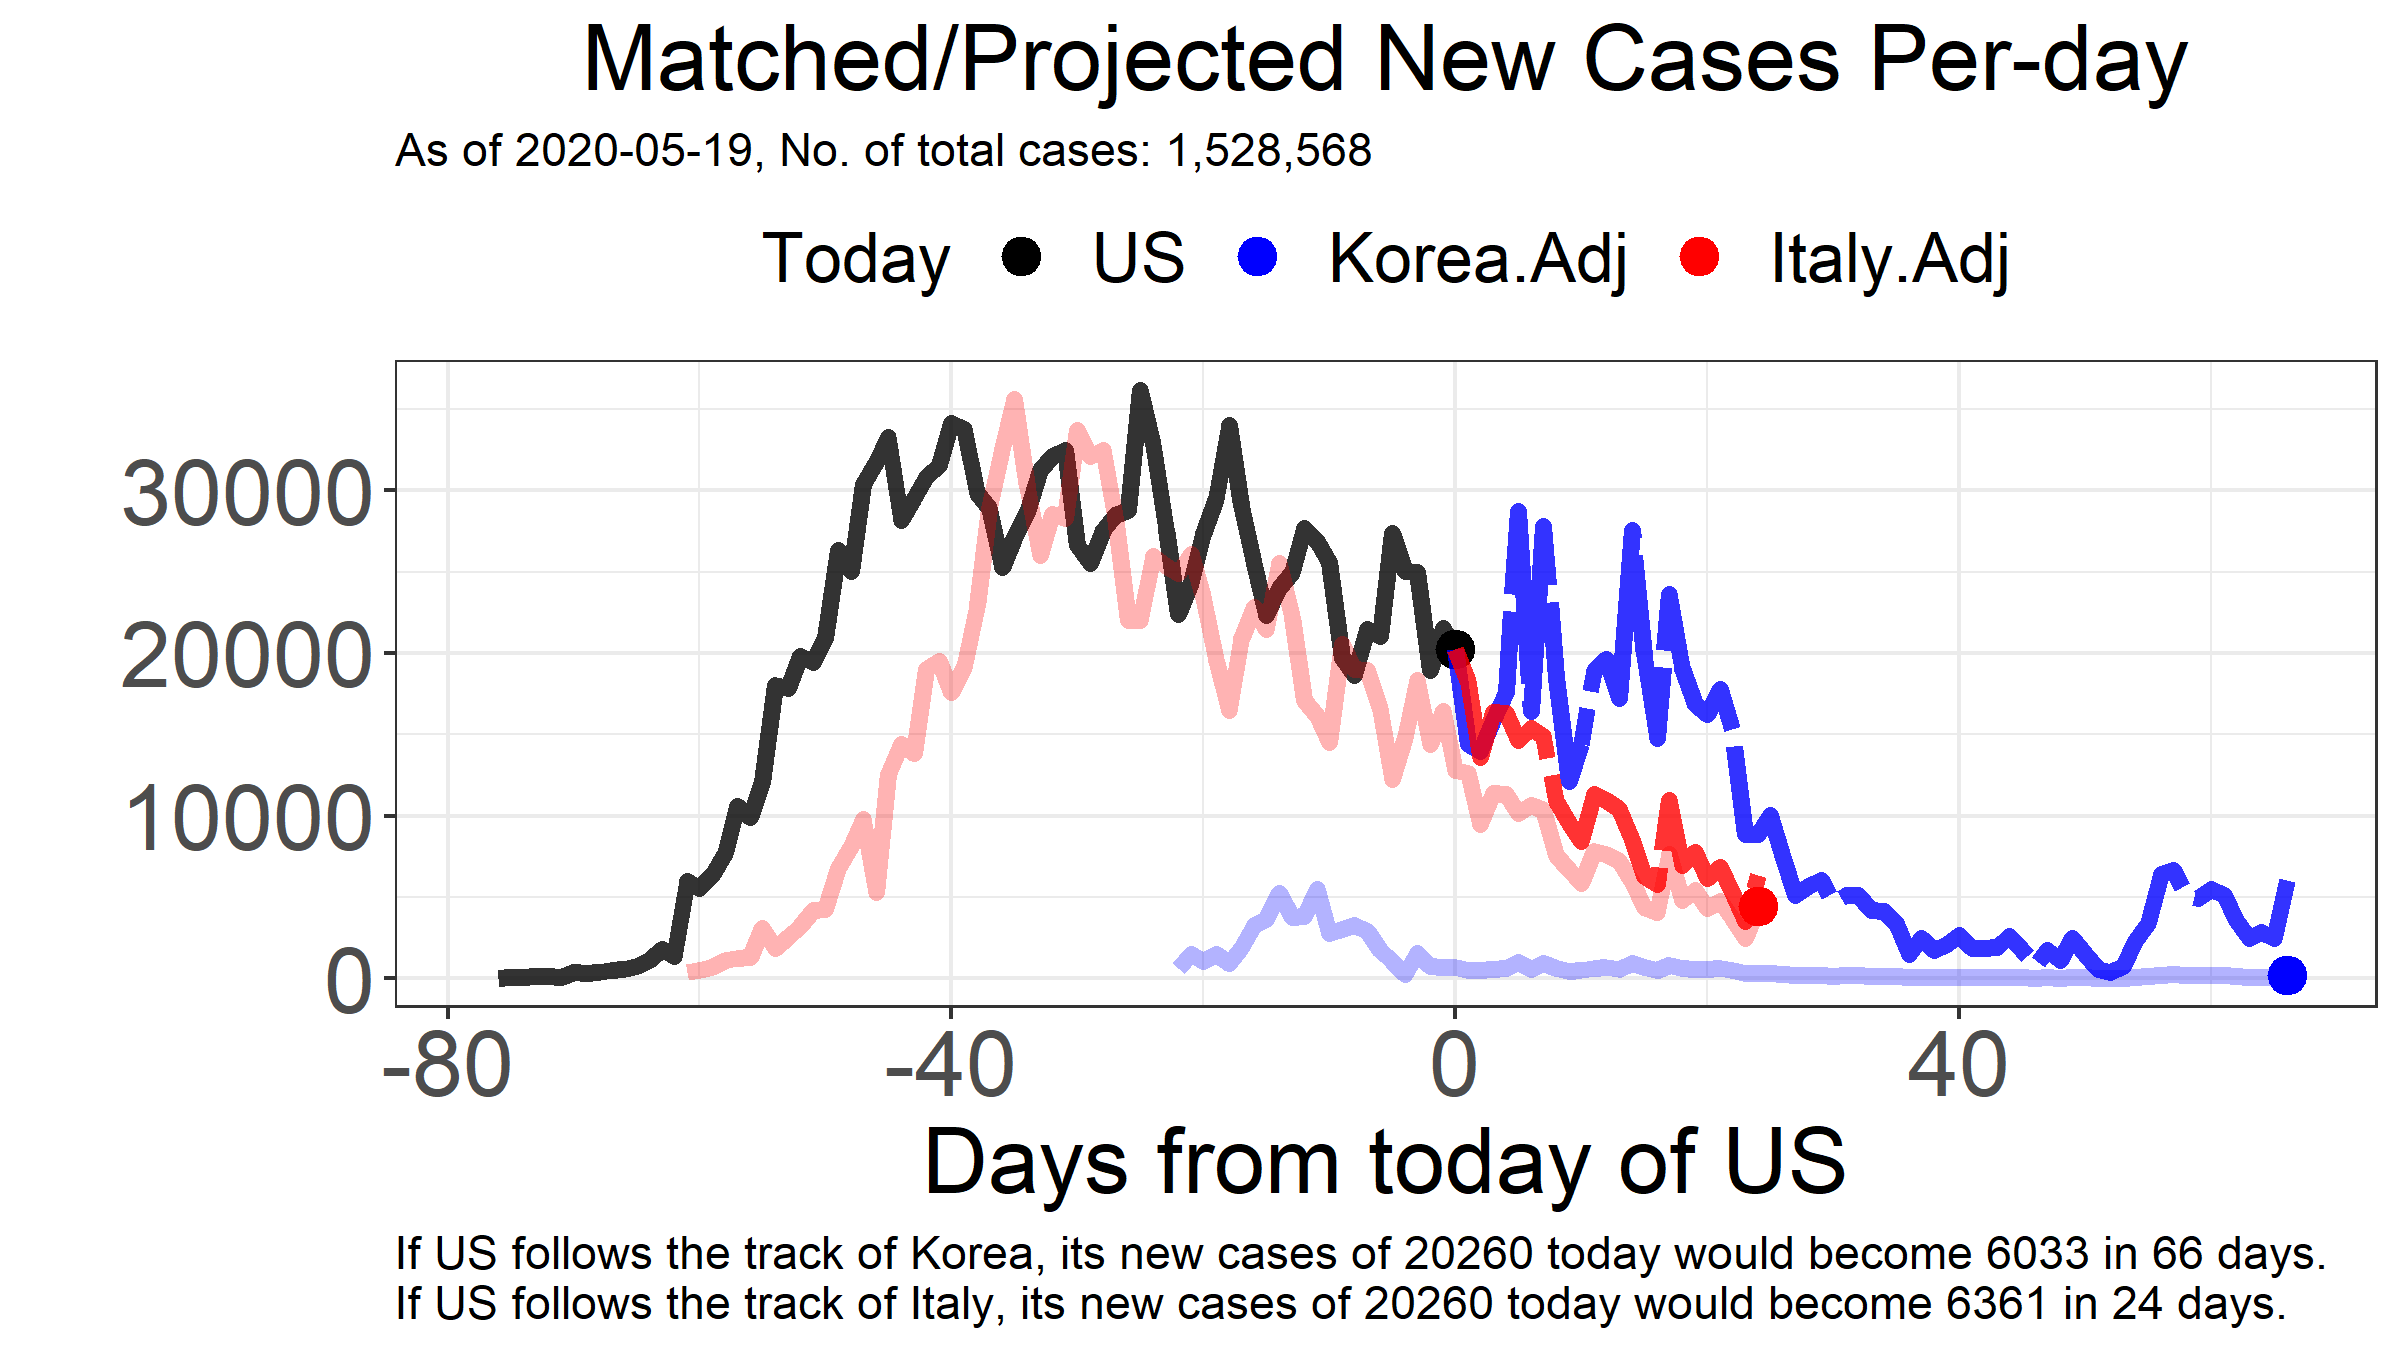 Matched/Projected New Cases Per-day
As of 2020-05-19, No. of total cases: 1,528,568
Today US Korea.Adj Italy.Adj
30000
20000
10000
0
-80 -40 0 40
Days from today of US
If US follows the track of Korea, its new cases of 20260 today would become 6033 in 66 days.
If US follows the track of Italy, its new cases of 20260 today would become 6361 in 24 days.